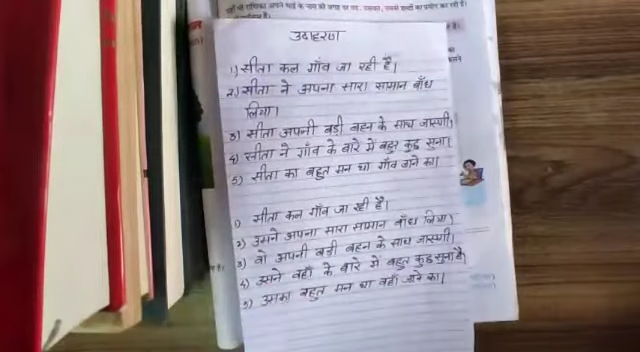 उदाहरण
1) सीता कल गाँव जा रही है।
2) सीता ने अपना सारा सामान बाँध
लिया।
3) सीता अपनी बड़ी बहन के साथ जाएगी।
4) सीता ने गाँव के बारे में बहुत कुछ सुना।
5) सीता का बहुत मन था गाँव जाने का।
1) सीता कल गाँव जा रही है।
2) उसने अपना सारा सामान बाँध लिया।
3) वो अपनी बड़ी बहन के साथ जाएगी।
4) उसने वहाँ के बारे में बहुत कुछ सुना है।
5) उसका बहुत मन था वहाँ जाने का।